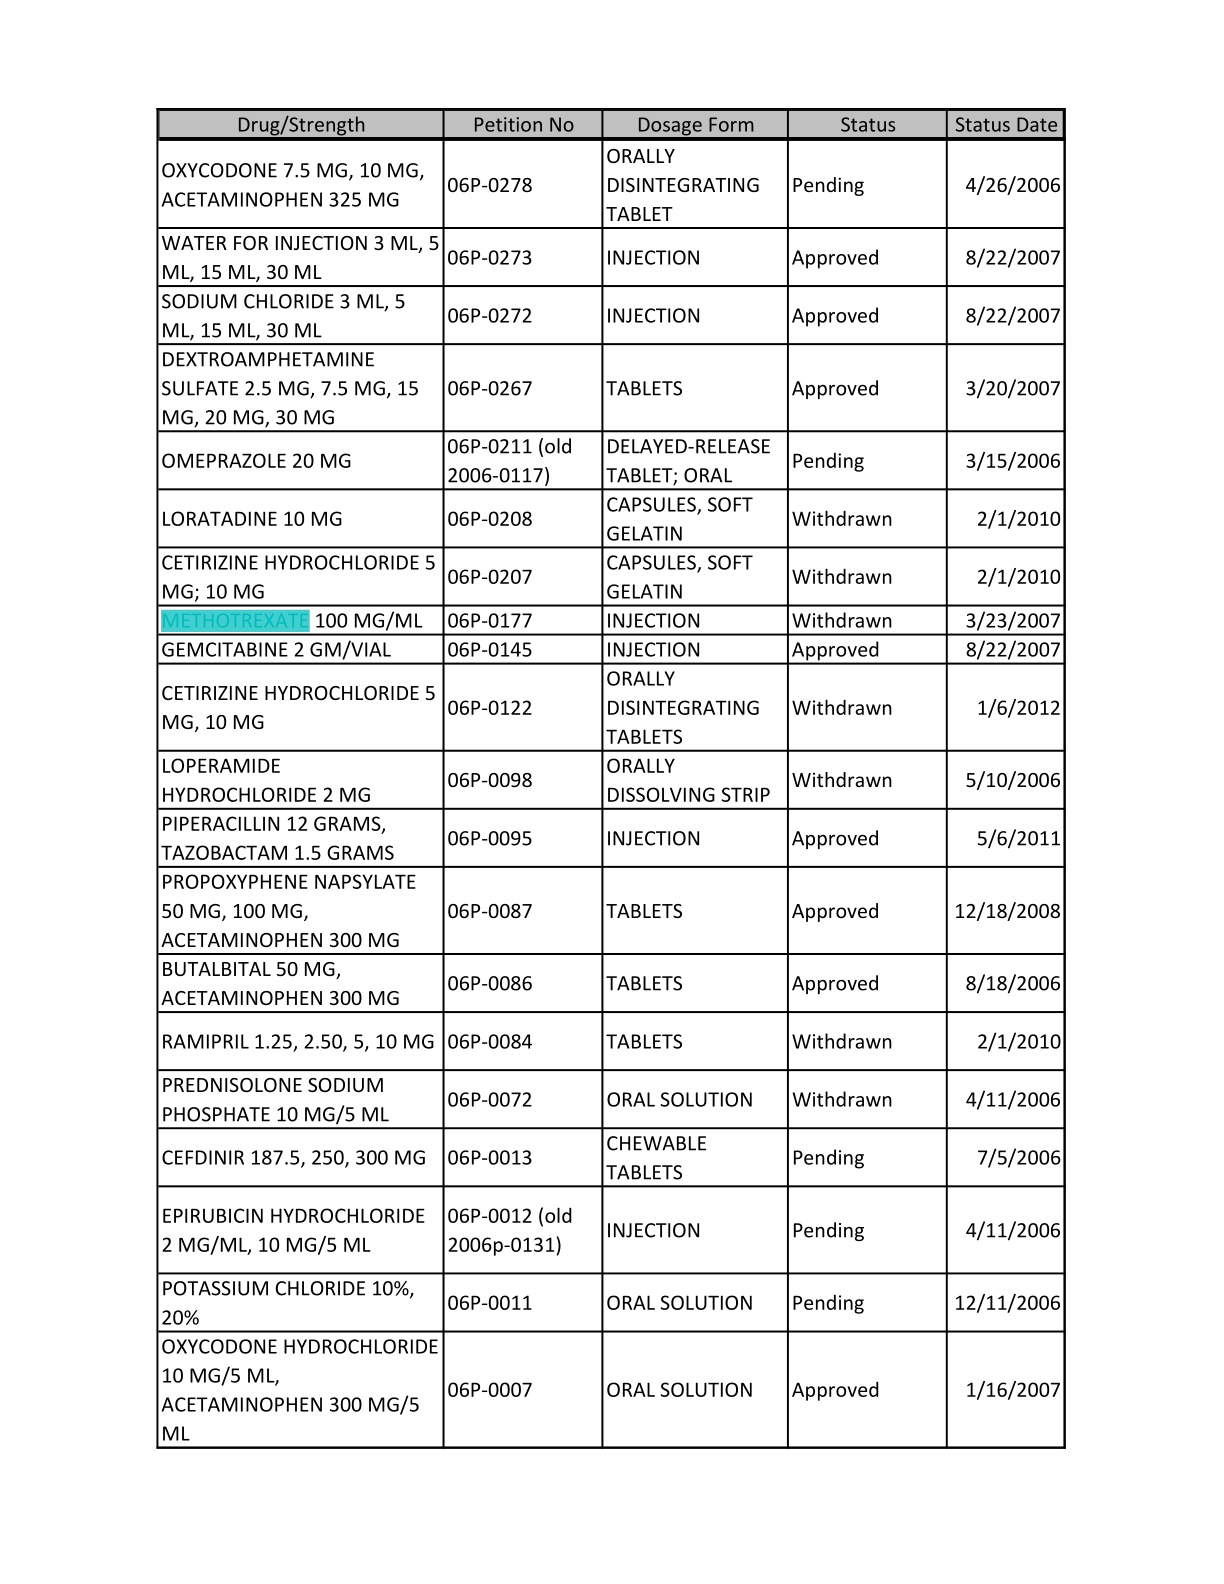 Drug/Strength Petition No Dosage Form Status Status Date
OXYCODONE 7.5 MG, 10 MG,
ACETAMINOPHEN 325 MG
06P-0278
ORALLY
DISINTEGRATING
TABLET
Pending
4/26/2006
WATER FOR INJECTION 3 ML, 5
ML, 15 ML, 30 ML
06P-0273
INJECTION
Approved
8/22/2007
SODIUM CHLORIDE 3 ML, 5
ML, 15 ML, 30 ML
06P-0272
INJECTION
Approved
8/22/2007
DEXTROAMPHETAMINE
SULFATE 2.5 MG, 7.5 MG, 15
MG, 20 MG, 30 MG
06P-0267
TABLETS
Approved
3/20/2007
OMEPRAZOLE 20 MG
06P-0211 (old
2006-0117)
DELAYED-RELEASE
TABLET; ORAL
Pending
3/15/2006
LORATADINE 10 MG
06P-0208
CAPSULES, SOFT
GELATIN
Withdrawn
2/1/2010
CETIRIZINE HYDROCHLORIDE 5
MG; 10 MG
06P-0207
CAPSULES, SOFT
GELATIN
Withdrawn
2/1/2010
METHOTREXATE 100 MG/ML
06P-0177
INJECTION
Withdrawn
3/23/2007
GEMCITABINE 2 GM/VIAL
06P-0145
INJECTION
Approved
8/22/2007
CETIRIZINE HYDROCHLORIDE 5
MG, 10 MG
06P-0122
ORALLY
DISINTEGRATING
TABLETS
Withdrawn
1/6/2012
LOPERAMIDE
HYDROCHLORIDE 2 MG
06P-0098
ORALLY
DISSOLVING STRIP
Withdrawn
5/10/2006
PIPERACILLIN 12 GRAMS,
TAZOBACTAM 1.5 GRAMS
06P-0095
INJECTION
Approved
5/6/2011
PROPOXYPHENE NAPSYLATE
50 MG, 100 MG,
ACETAMINOPHEN 300 MG
06P-0087
TABLETS
Approved
12/18/2008
BUTALBITAL 50 MG,
ACETAMINOPHEN 300 MG
06P-0086
TABLETS
Approved
8/18/2006
RAMIPRIL 1.25, 2.50, 5, 10 MG
06P-0084
TABLETS
Withdrawn
2/1/2010
PREDNISOLONE SODIUM
PHOSPHATE 10 MG/5 ML
06P-0072
ORAL SOLUTION
Withdrawn
4/11/2006
CEFDINIR 187.5, 250, 300 MG
06P-0013
CHEWABLE
TABLETS
Pending
7/5/2006
EPIRUBICIN HYDROCHLORIDE
2 MG/ML, 10 MG/5 ML
06P-0012 (old
2006p-0131)
INJECTION
Pending
4/11/2006
POTASSIUM CHLORIDE 10%,
20%
06P-0011
ORAL SOLUTION
Pending
12/11/2006
OXYCODONE HYDROCHLORIDE
10 MG/5 ML,
ACETAMINOPHEN 300 MG/5
ML
06P-0007
ORAL SOLUTION
Approved
1/16/2007